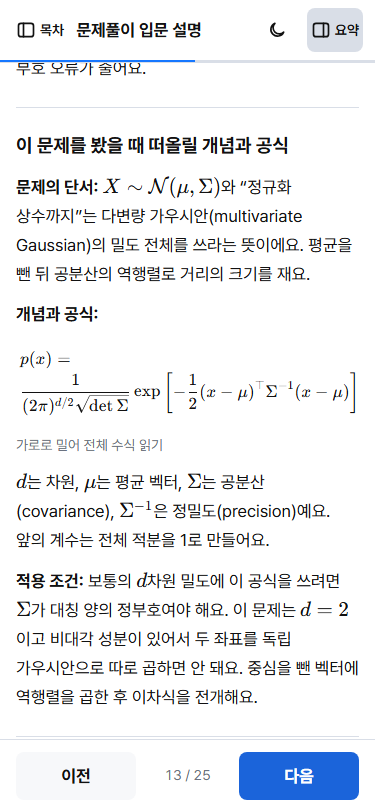 목차 문제풀이 입문 설명 요약
부호 오류가 줄어요.
이 문제를 봤을 때 떠올릴 개념과 공식
문제의 단서: X ∼ 𝒩(μ, Σ)와 “정규화
상수까지”는 다변량 가우시안(multivariate
Gaussian)의 밀도 전체를 쓰라는 뜻이에요. 평균을
뺀 뒤 공분산의 역행렬로 거리의 크기를 재요.
개념과 공식:
p(x) =
1/((2π)^{d/2}√(det Σ)) exp [−1/2(x − μ)^⊤Σ^{−1}(x − μ)]
가로로 밀어 전체 수식 읽기
d는 차원, μ는 평균 벡터, Σ는 공분산
(covariance), Σ^{−1}은 정밀도(precision)예요.
앞의 계수는 전체 적분을 1로 만들어요.
적용 조건: 보통의 d차원 밀도에 이 공식을 쓰려면
Σ가 대칭 양의 정부호여야 해요. 이 문제는 d = 2
이고 비대각 성분이 있어서 두 좌표를 독립
가우시안으로 따로 곱하면 안 돼요. 중심을 뺀 벡터에
역행렬을 곱한 후 이차식을 전개해요.
이전 13 / 25 다음